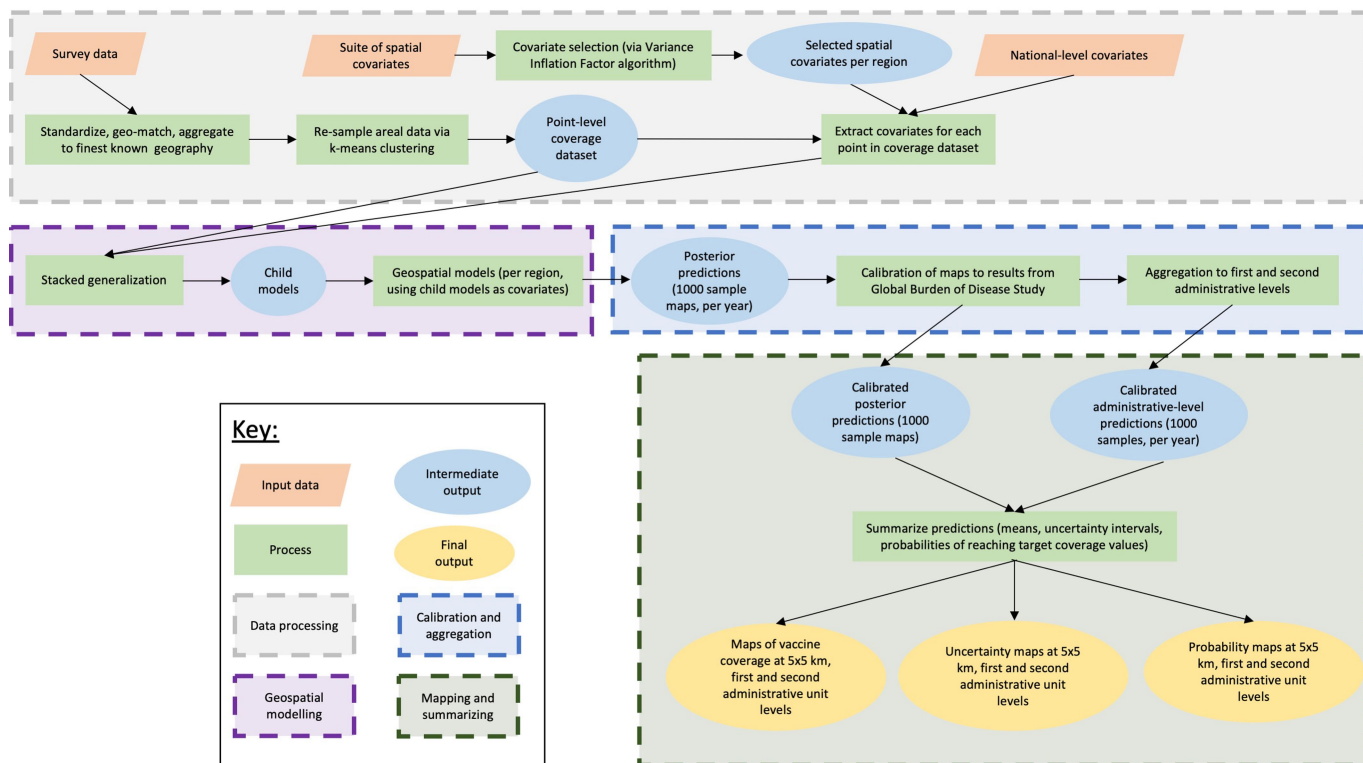 Survey data
Suite of spatial
covariates
Covariate selection (via Variance
Inflation Factor algorithm)
Selected spatial
covariates per region
National-level covariates
Standardize, geo-match, aggregate
to finest known geography
Re-sample areal data via
k-means clustering
Point-level
coverage
dataset
Extract covariates for each
point in coverage dataset
Stacked generalization
Child
models
Geospatial models (per region,
using child models as covariates)
Posterior
predictions
(1000 sample
maps, per year)
Calibration of maps to results from
Global Burden of Disease Study
Aggregation to first and second
administrative levels
Calibrated
posterior
predictions (1000
sample maps)
Calibrated
administrative-level
predictions (1000
samples, per year)
Summarize predictions (means, uncertainty intervals,
probabilities of reaching target coverage values)
Maps of vaccine
coverage at 5x5 km,
first and second
administrative unit
levels
Uncertainty maps at 5x5
km, first and second
administrative unit
levels
Probability maps at 5x5
km, first and second
administrative unit
levels
Key:
Input data
Intermediate
output
Process
Final
output
Data processing
Calibration and
aggregation
Geospatial
modelling
Mapping and
summarizing